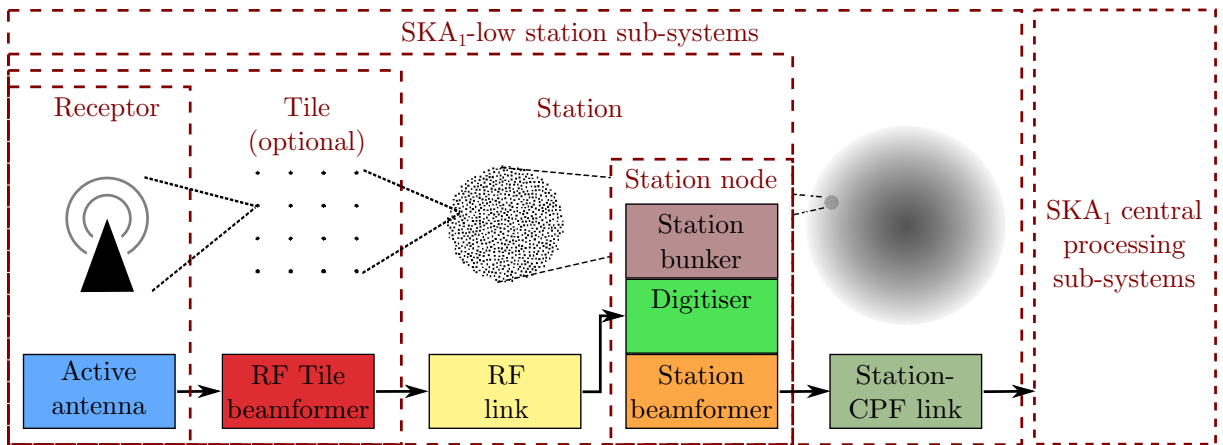 SKA₁-low station sub-systems
Receptor
Tile
(optional)
Station
Station node
Station
bunker
Digitiser
SKA₁ central
processing
sub-systems
Active
antenna
RF Tile
beamformer
RF
link
Station
beamformer
Station-
CPF link